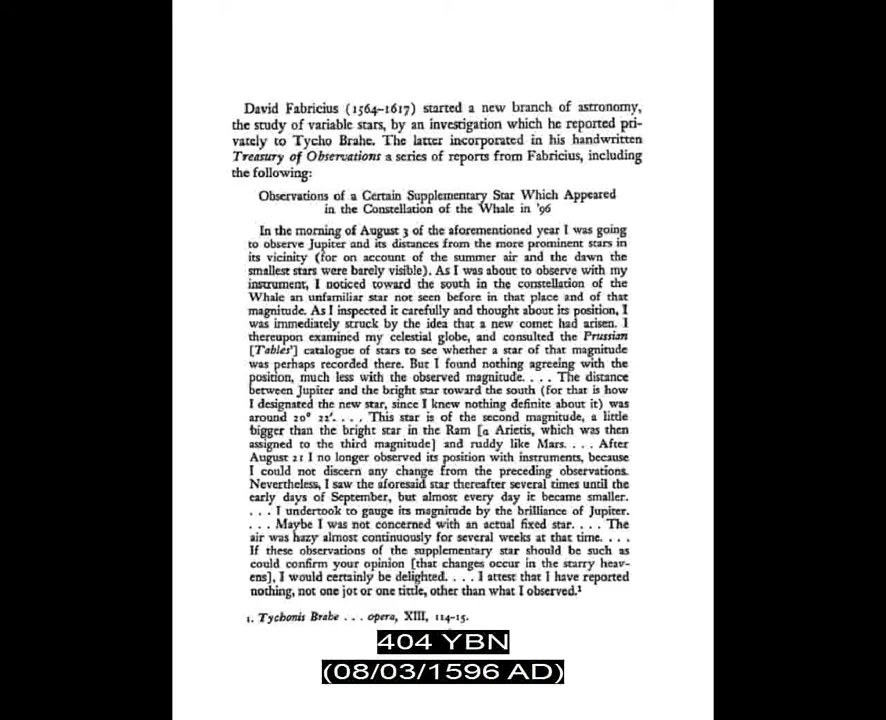 David Fabricius (1564–1617) started a new branch of astronomy,
the study of variable stars, by an investigation which he reported pri-
vately to Tycho Brahe. The latter incorporated in his handwritten
Treasury of Observations a series of reports from Fabricius, including
the following:
Observations of a Certain Supplementary Star Which Appeared
in the Constellation of the Whale in '96
In the morning of August 3 of the aforementioned year I was going
to observe Jupiter and its distances from the more prominent stars in
its vicinity (for on account of the summer air and the dawn the
smallest stars were barely visible). As I was about to observe with my
instrument, I noticed toward the south in the constellation of the
Whale an unfamiliar star not seen before in that place and of that
magnitude. As I inspected it carefully and thought about its position, I
was immediately struck by the idea that a new comet had arisen. I
thereupon examined my celestial globe, and consulted the Prussian
[Tables'] catalogue of stars to see whether a star of that magnitude
was perhaps recorded there. But I found nothing agreeing with the
position, much less with the observed magnitude. . . . The distance
between Jupiter and the bright star toward the south (for that is how
I designated the new star, since I knew nothing definite about it) was
around 20° 22'. . . . This star is of the second magnitude, a little
bigger than the bright star in the Ram [α Arietis, which was then
assigned to the third magnitude] and ruddy like Mars. . . . After
August 21 I no longer observed its position with instruments, because
I could not discern any change from the preceding observations.
Nevertheless, I saw the aforesaid star thereafter several times until the
early days of September, but almost every day it became smaller.
. . . I undertook to gauge its magnitude by the brilliance of Jupiter.
. . . Maybe I was not concerned with an actual fixed star. . . . The
air was hazy almost continuously for several weeks at that time. . . .
If these observations of the supplementary star should be such as
could confirm your opinion [that changes occur in the starry heav-
ens], I would certainly be delighted. . . . I attest that I have reported
nothing, not one jot or one tittle, other than what I observed.¹
1. Tychonis Brahe . . . opera, XIII, 114-15.
404 YBN
(08/03/1596 AD)